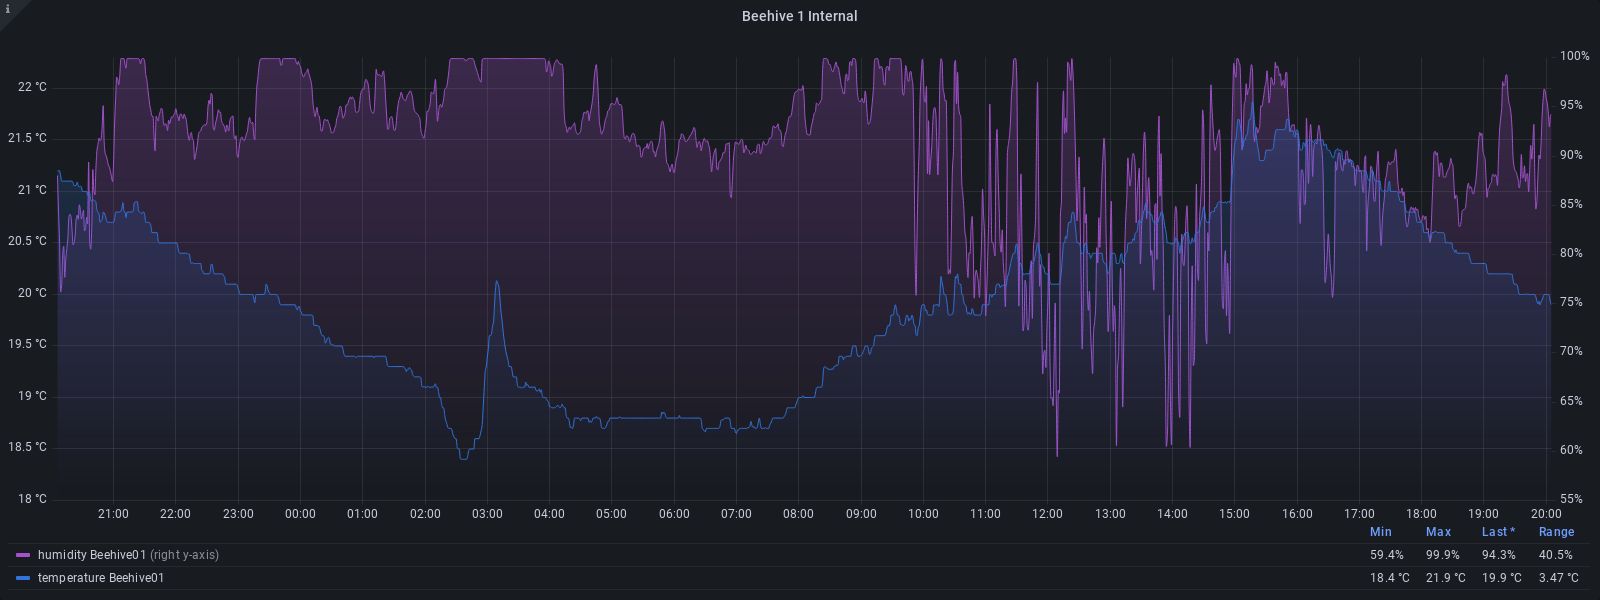 i
Beehive 1 Internal
22 °C
21.5 °C
21 °C
20.5 °C
20 °C
19.5 °C
19 °C
18.5 °C
18 °C
100%
95%
90%
85%
80%
75%
70%
65%
60%
55%
21:00 22:00 23:00 00:00 01:00 02:00 03:00 04:00 05:00 06:00 07:00 08:00 09:00 10:00 11:00 12:00 13:00 14:00 15:00 16:00 17:00 18:00 19:00 20:00
Min Max Last * Range
humidity Beehive01 (right y-axis) 59.4% 99.9% 94.3% 40.5%
temperature Beehive01 18.4 °C 21.9 °C 19.9 °C 3.47 °C